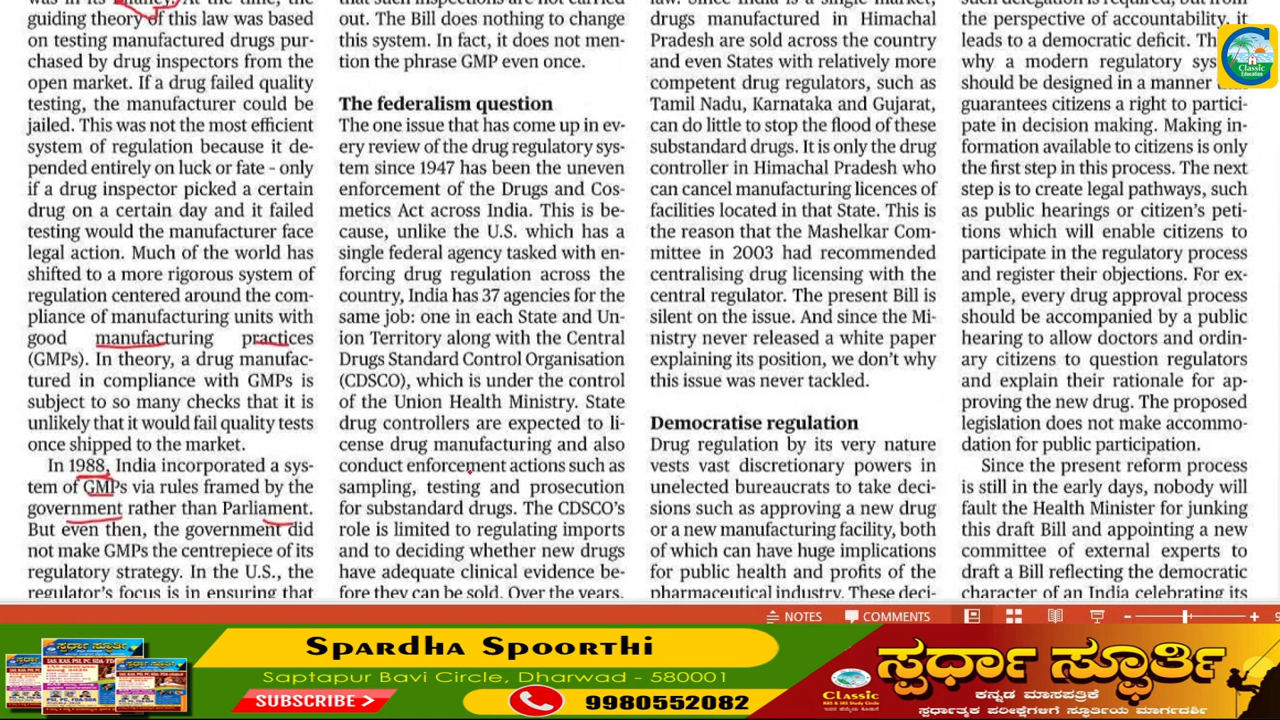 was in its infancy. At the time, the
guiding theory of this law was based
on testing manufactured drugs pur-
chased by drug inspectors from the
open market. If a drug failed quality
testing, the manufacturer could be
jailed. This was not the most efficient
system of regulation because it de-
pended entirely on luck or fate - only
if a drug inspector picked a certain
drug on a certain day and it failed
testing would the manufacturer face
legal action. Much of the world has
shifted to a more rigorous system of
regulation centered around the com-
pliance of manufacturing units with
good manufacturing practices
(GMPs). In theory, a drug manufac-
tured in compliance with GMPs is
subject to so many checks that it is
unlikely that it would fail quality tests
once shipped to the market.
In 1988, India incorporated a sys-
tem of GMPs via rules framed by the
government rather than Parliament.
But even then, the government did
not make GMPs the centrepiece of its
regulatory strategy. In the U.S., the
regulator's focus is in ensuring that
that such inspections are not carried
out. The Bill does nothing to change
this system. In fact, it does not men-
tion the phrase GMP even once.
The federalism question
The one issue that has come up in ev-
ery review of the drug regulatory sys-
tem since 1947 has been the uneven
enforcement of the Drugs and Cos-
metics Act across India. This is be-
cause, unlike the U.S. which has a
single federal agency tasked with en-
forcing drug regulation across the
country, India has 37 agencies for the
same job: one in each State and Un-
ion Territory along with the Central
Drugs Standard Control Organisation
(CDSCO), which is under the control
of the Union Health Ministry. State
drug controllers are expected to li-
cense drug manufacturing and also
conduct enforcement actions such as
sampling, testing and prosecution
for substandard drugs. The CDSCO's
role is limited to regulating imports
and to deciding whether new drugs
have adequate clinical evidence be-
fore they can be sold. Over the years,
law. Since India is a single market,
drugs manufactured in Himachal
Pradesh are sold across the country
and even States with relatively more
competent drug regulators, such as
Tamil Nadu, Karnataka and Gujarat,
can do little to stop the flood of these
substandard drugs. It is only the drug
controller in Himachal Pradesh who
can cancel manufacturing licences of
facilities located in that State. This is
the reason that the Mashelkar Com-
mittee in 2003 had recommended
centralising drug licensing with the
central regulator. The present Bill is
silent on the issue. And since the Mi-
nistry never released a white paper
explaining its position, we don't why
this issue was never tackled.
Democratise regulation
Drug regulation by its very nature
vests vast discretionary powers in
unelected bureaucrats to take deci-
sions such as approving a new drug
or a new manufacturing facility, both
of which can have huge implications
for public health and profits of the
pharmaceutical industry. These deci-
such delegation is required, but from
the perspective of accountability, it
leads to a democratic deficit.
why a modern regulatory
should be designed in a manner
guarantees citizens a right to partici-
pate in decision making. Making in-
formation available to citizens is only
the first step in this process. The next
step is to create legal pathways, such
as public hearings or citizen's peti-
tions which will enable citizens to
participate in the regulatory process
and register their objections. For ex-
ample, every drug approval process
should be accompanied by a public
hearing to allow doctors and ordin-
ary citizens to question regulators
and explain their rationale for ap-
proving the new drug. The proposed
legislation does not make accommo-
dation for public participation.
Since the present reform process
is still in the early days, nobody will
fault the Health Minister for junking
this draft Bill and appointing a new
committee of external experts to
draft a Bill reflecting the democratic
character of an India celebrating its
Classic
Education
NOTES
COMMENTS
Spardha Spoorthi
Saptapur Bavi Circle, Dharwad - 580001
SUBSCRIBE
9980552082
ಸ್ಪರ್ಧಾ ಸ್ಫೂರ್ತಿ
Classic
KAS & IAS Study Circle
ಕನ್ನಡ ಮಾಸಪತ್ರಿಕೆ
ಸ್ಪರ್ಧಾತ್ಮಕ ಪರೀಕ್ಷೆಗಳಿಗೆ ಸ್ಫೂರ್ತಿಯ ಮಾರ್ಗದರ್ಶಿ